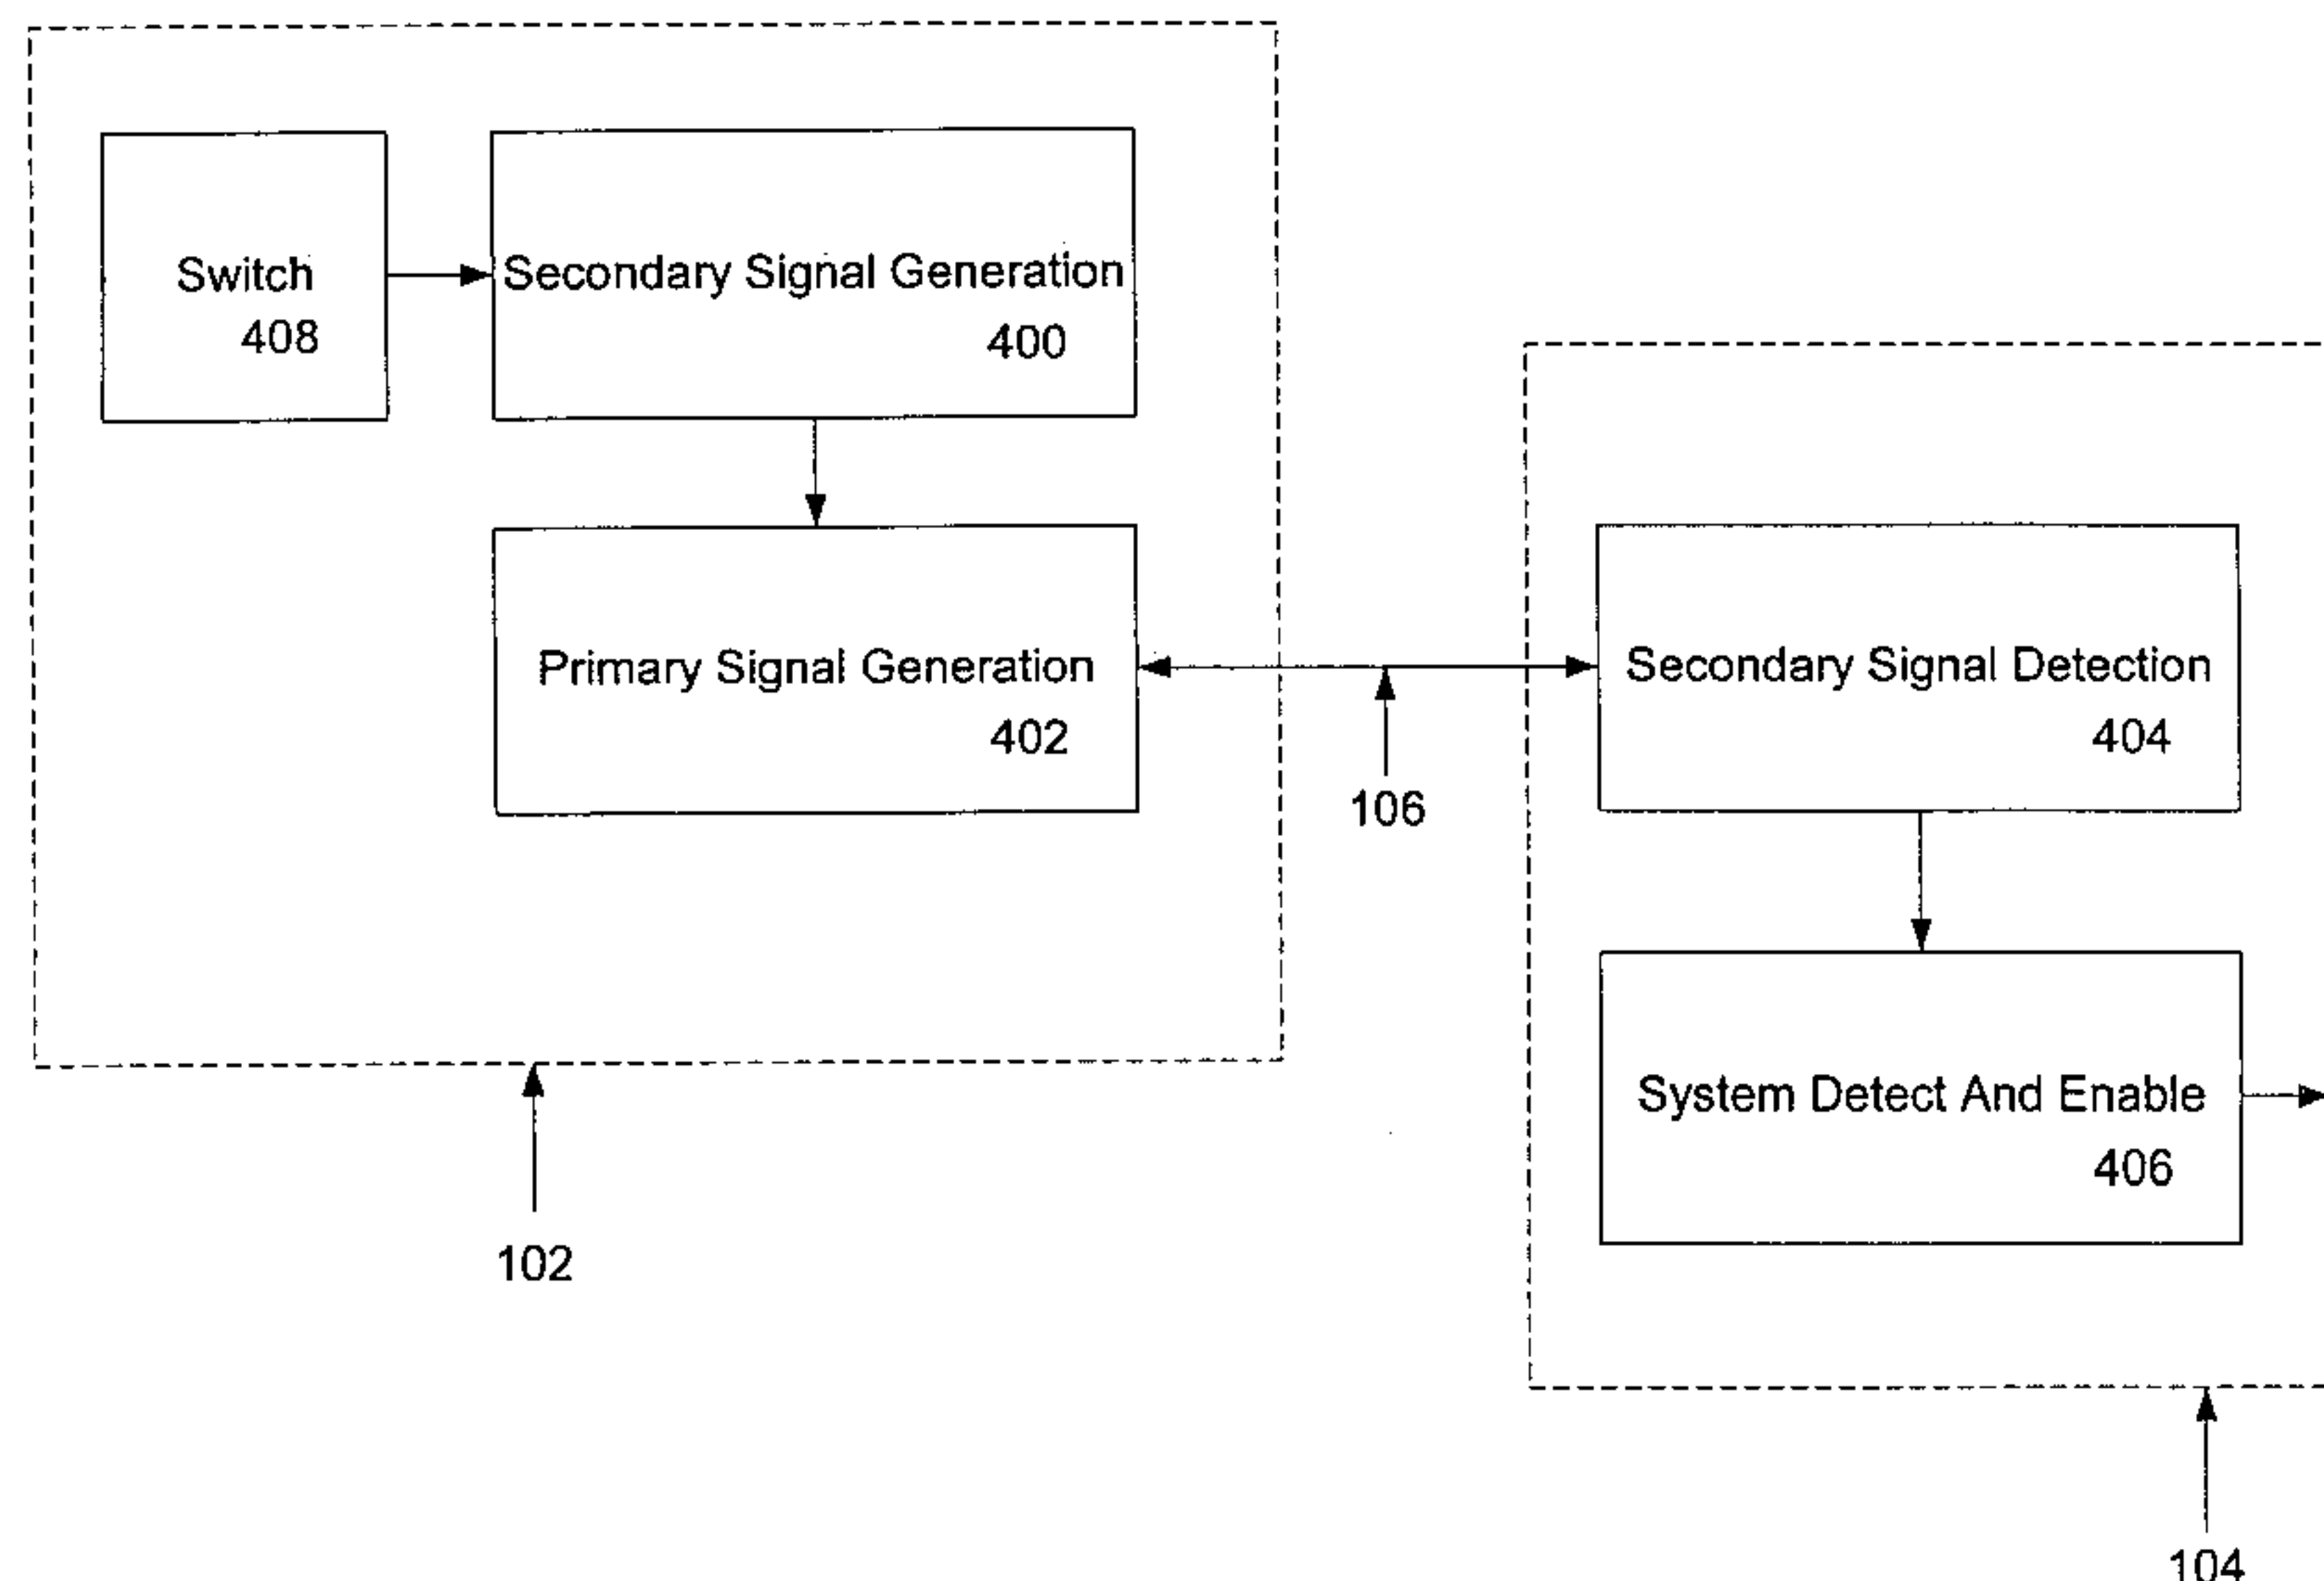 Switch
408
Secondary Signal Generation
400
Primary Signal Generation
402
106
Secondary Signal Detection
404
System Detect And Enable
406
102
104